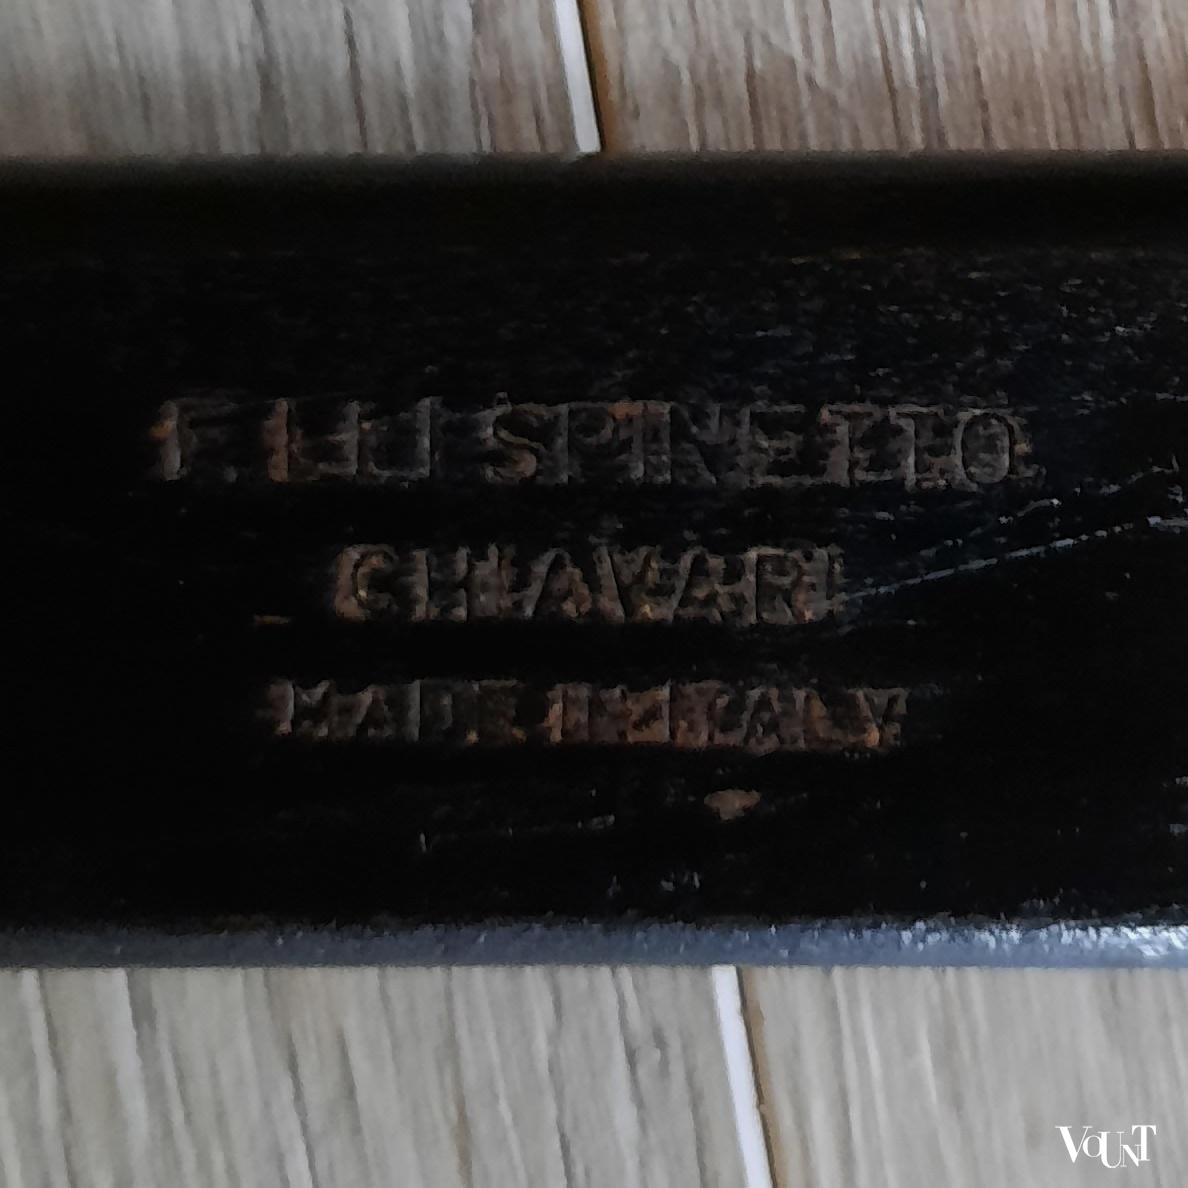 F.LLI SPINETTO
CHIAVARI
MADE IN ITALY
VOUNT